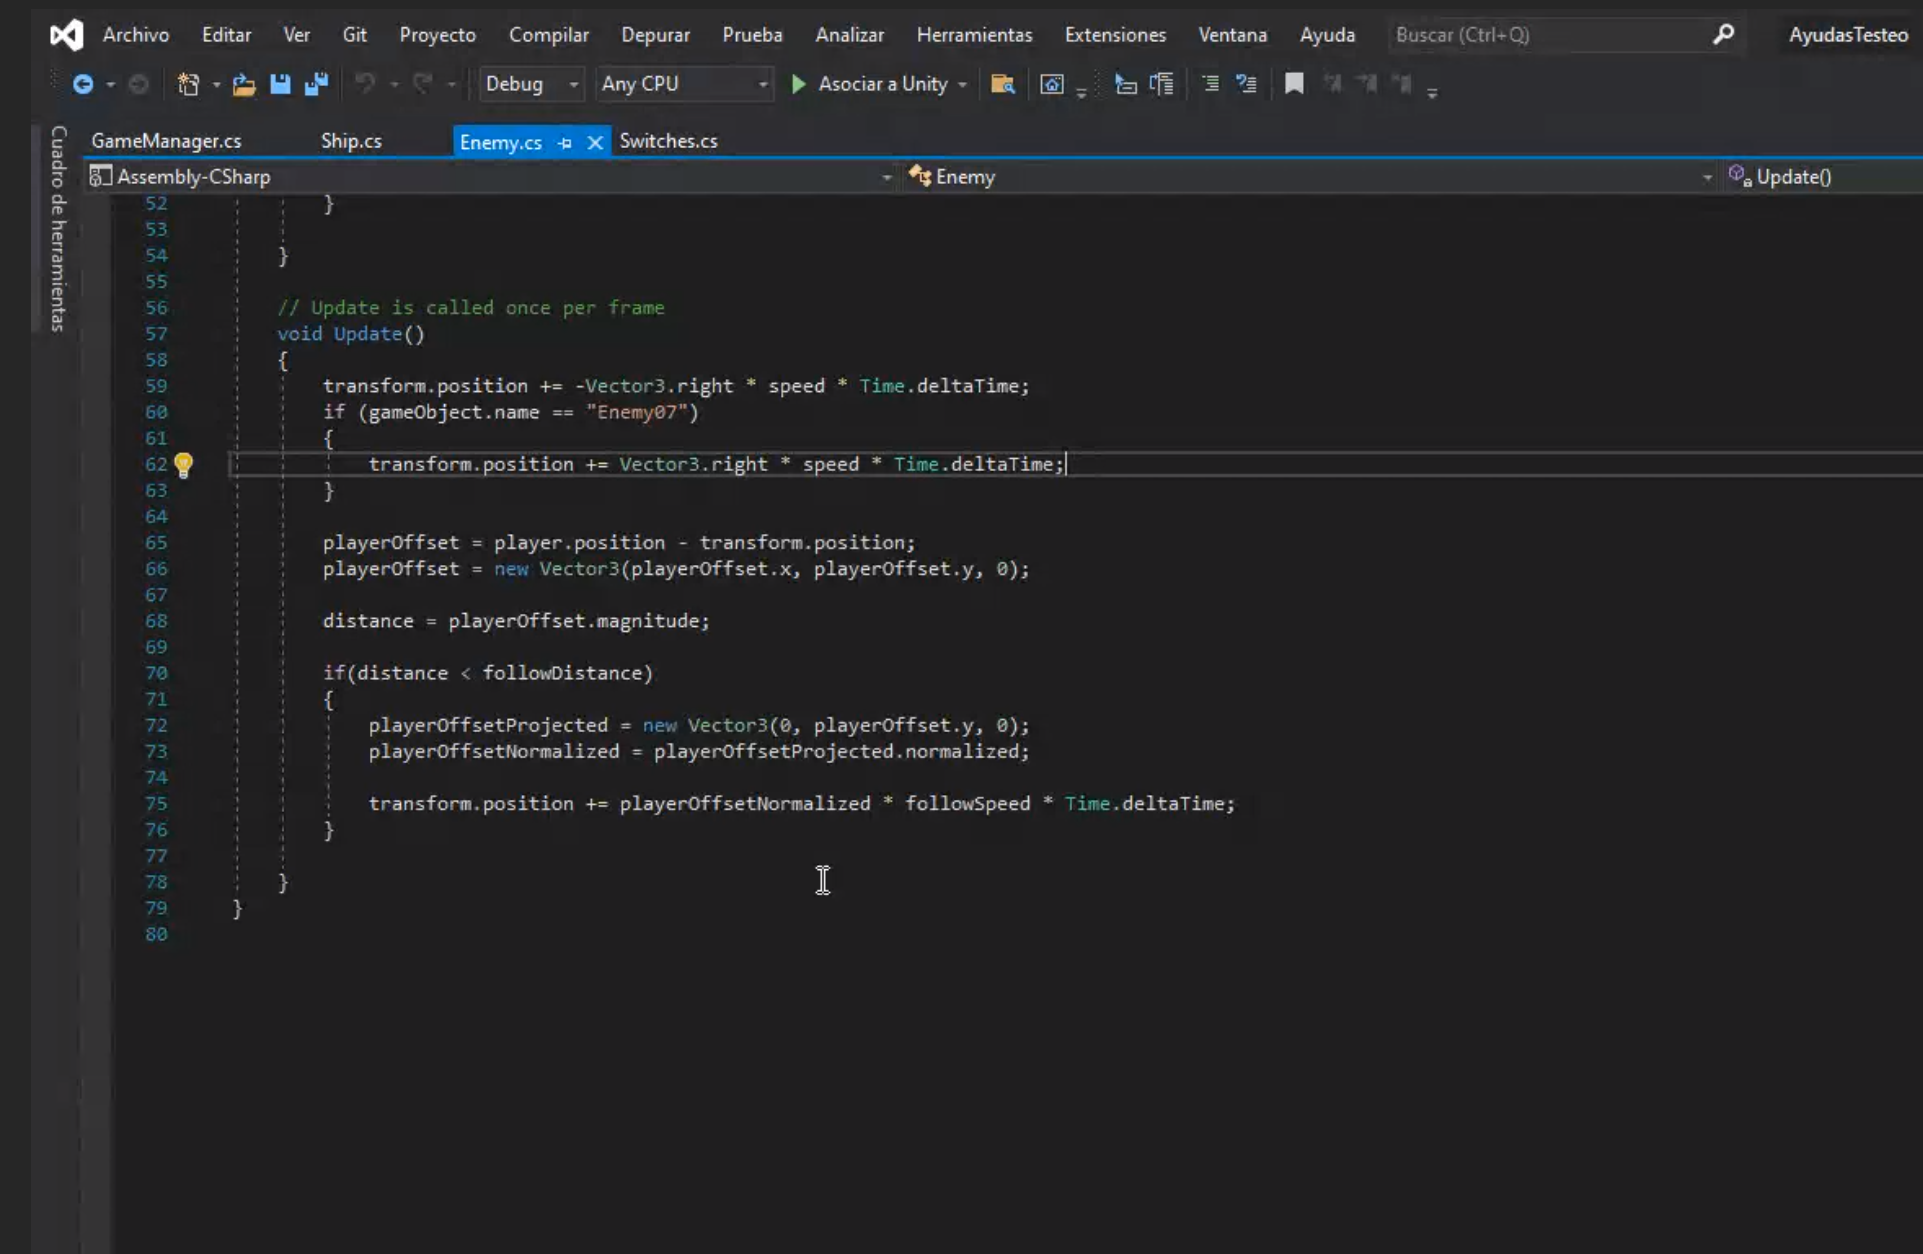 Archivo Editar Ver Git Proyecto Compilar Depurar Prueba Analizar Herramientas Extensiones Ventana Ayuda Buscar (Ctrl+Q) AyudasTesteo
Debug Any CPU Asociar a Unity
Cuadro de herramientas
GameManager.cs Ship.cs Enemy.cs Switches.cs
Assembly-CSharp Enemy Update()
52 }
53
54 }
55
56 // Update is called once per frame
57 void Update()
58 {
59 transform.position += -Vector3.right * speed * Time.deltaTime;
60 if (gameObject.name == "Enemy07")
61 {
62 transform.position += Vector3.right * speed * Time.deltaTime;
63 }
64
65 playerOffset = player.position - transform.position;
66 playerOffset = new Vector3(playerOffset.x, playerOffset.y, 0);
67
68 distance = playerOffset.magnitude;
69
70 if(distance < followDistance)
71 {
72 playerOffsetProjected = new Vector3(0, playerOffset.y, 0);
73 playerOffsetNormalized = playerOffsetProjected.normalized;
74
75 transform.position += playerOffsetNormalized * followSpeed * Time.deltaTime;
76 }
77
78 }
79 }
80